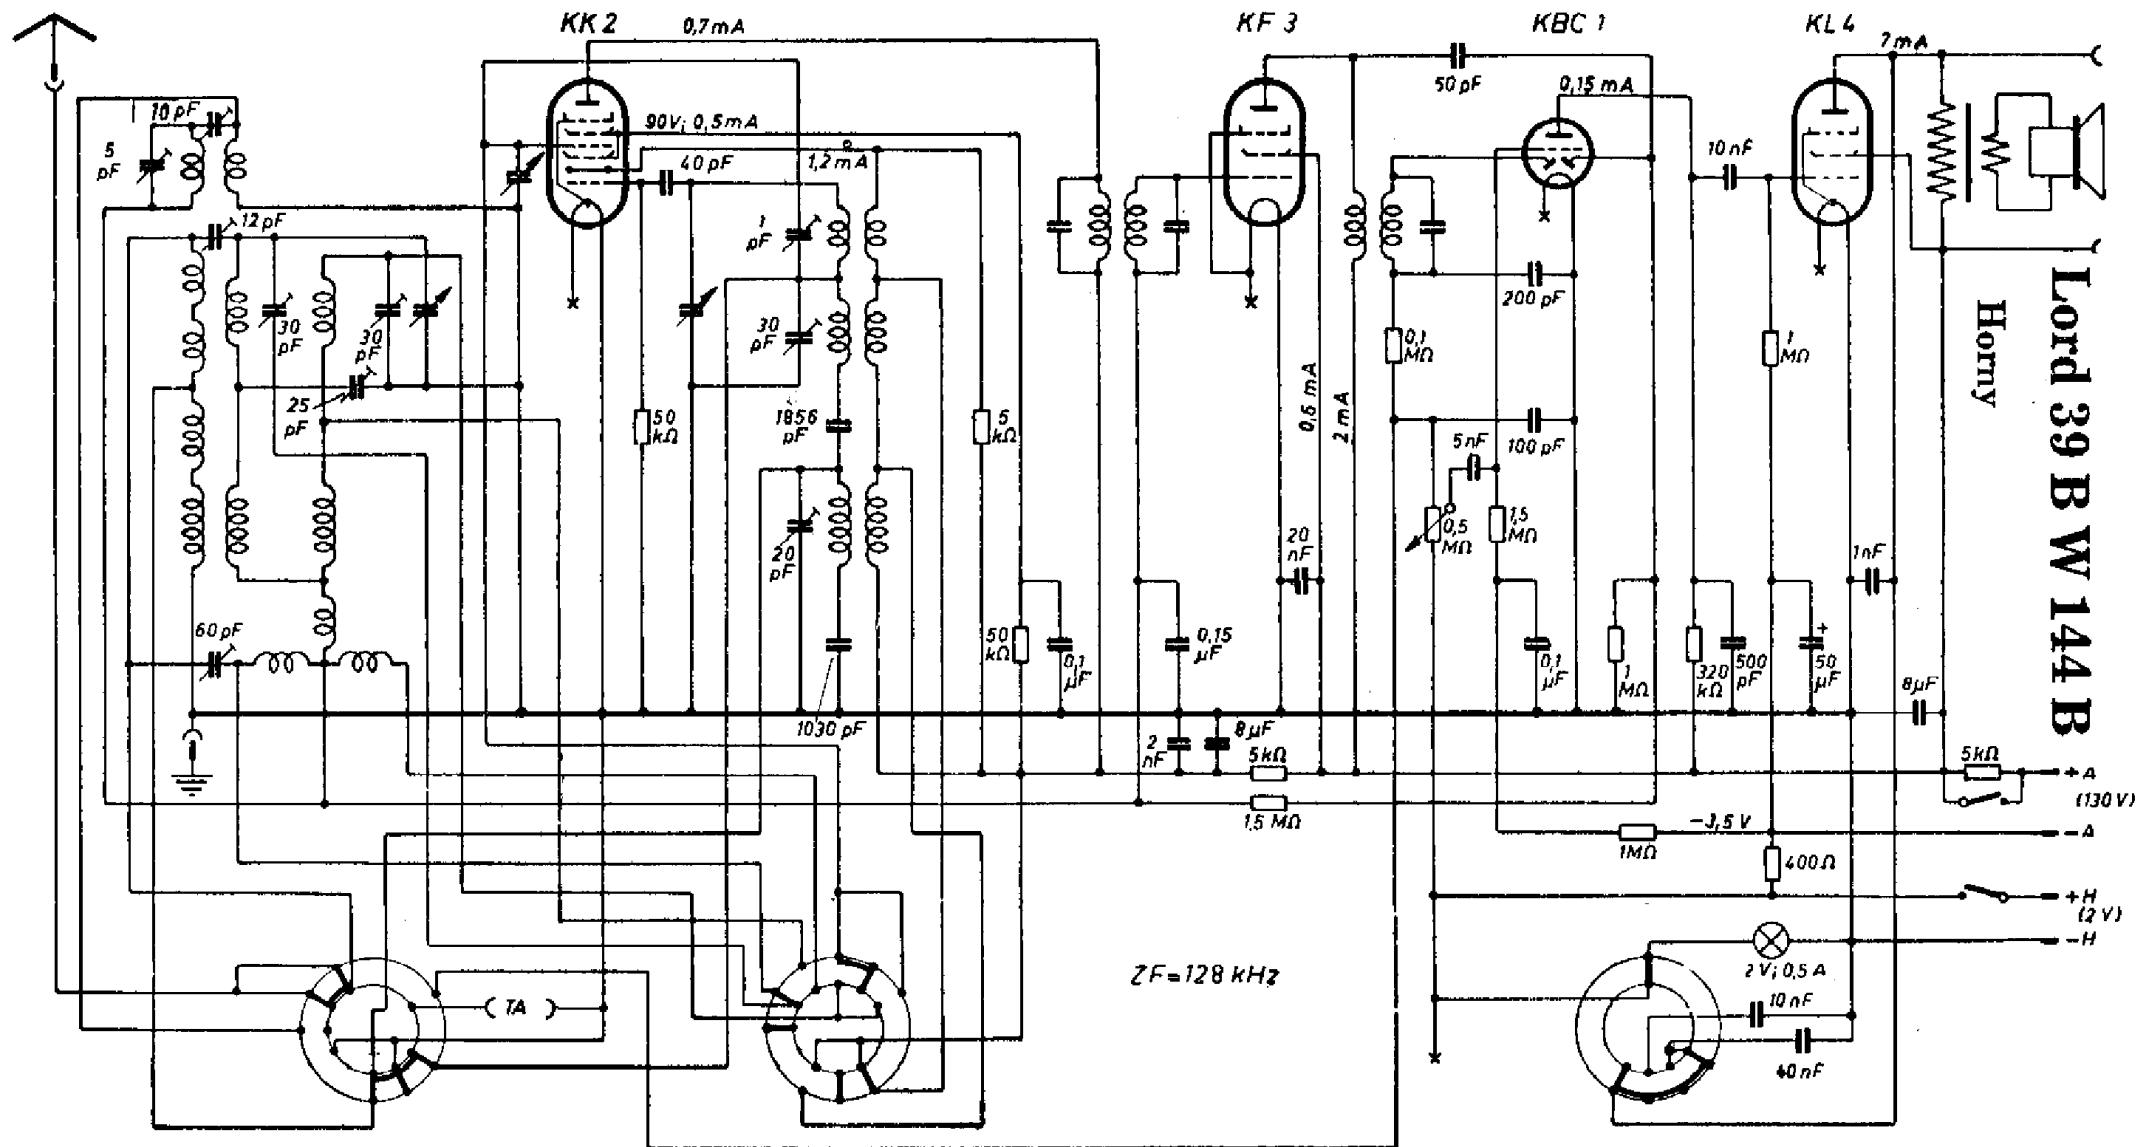 KK 2
0,7 mA
KF 3
KBC 1
KL 4
7 mA
10 pF
5 pF
90V; 0,5 mA
40 pF
1,2 mA
50 pF
0,15 mA
10 nF
12 pF
1 pF
30 pF
30 pF
25 pF
30 pF
200 pF
0,1 MΩ
1 MΩ
50 kΩ
1856 pF
5 kΩ
0,6 mA
2 mA
5 nF
100 pF
20 pF
20 nF
0,5 MΩ
1,5 MΩ
1 nF
60 pF
50 kΩ
0,1 µF
0,15 µF
0,1 µF
1 MΩ
320 kΩ
500 pF
+
50 µF
8 µF
1030 pF
2 nF
8 µF
5 kΩ
5 kΩ
+ A
(130 V)
1,5 MΩ
-3,5 V
- A
1 MΩ
400 Ω
+ H
(2 V)
- H
2 V; 0,5 A
ZF = 128 kHz
TA
10 nF
40 nF
Lord 39 B W 144 B
Horny